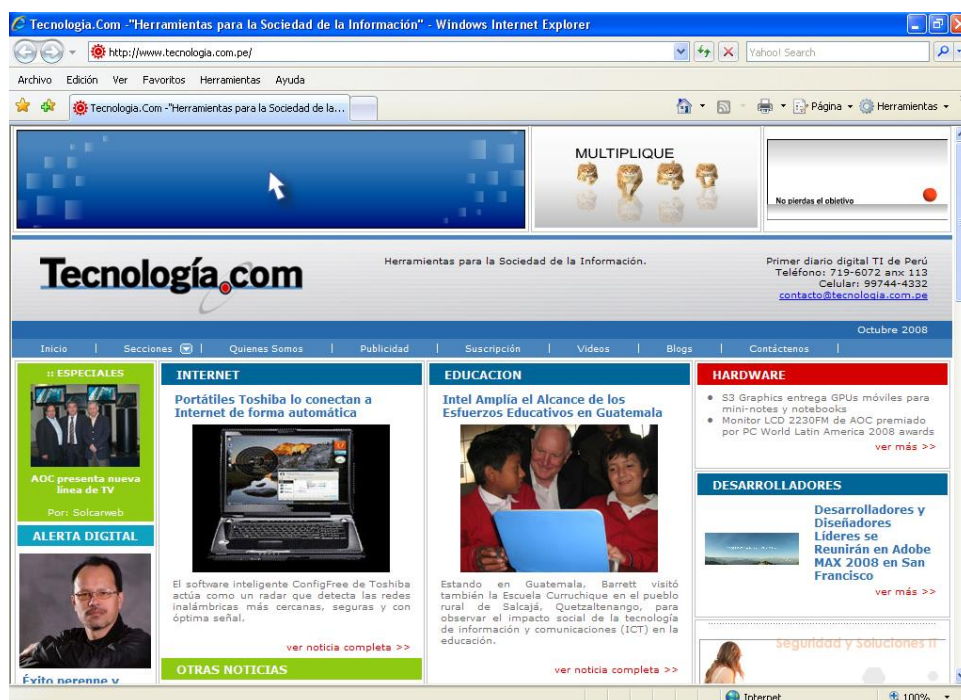 Tecnologia.Com -"Herramientas para la Sociedad de la Información" - Windows Internet Explorer
http://www.tecnologia.com.pe/
Yahoo! Search
Archivo Edición Ver Favoritos Herramientas Ayuda
Tecnologia.Com -"Herramientas para la Sociedad de la...
Página Herramientas
MULTIPLIQUE
No pierdas el objetivo
Tecnología.com
Herramientas para la Sociedad de la Información.
Primer diario digital TI de Perú
Teléfono: 719-6072 anx 113
Celular: 99744-4332
contacto@tecnologia.com.pe
Octubre 2008
Inicio | Secciones | Quienes Somos | Publicidad | Suscripción | Videos | Blogs | Contáctenos |
:: ESPECIALES
AOC presenta nueva
linea de TV
Por: Solcarweb
ALERTA DIGITAL
Éxito perenne y
INTERNET
Portátiles Toshiba lo conectan a
Internet de forma automática
El software inteligente ConfigFree de Toshiba
actúa como un radar que detecta las redes
inalámbricas más cercanas, seguras y con
óptima señal.
ver noticia completa >>
OTRAS NOTICIAS
EDUCACION
Intel Amplía el Alcance de los
Esfuerzos Educativos en Guatemala
Estando en Guatemala, Barrett visitó
también la Escuela Curruchique en el pueblo
rural de Salcajá, Quetzaltenango, para
observar el impacto social de la tecnología
de información y comunicaciones (ICT) en la
educación.
ver noticia completa >>
HARDWARE
S3 Graphics entrega GPUs móviles para
mini-notes y notebooks
Monitor LCD 2230FM de AOC premiado
por PC World Latin America 2008 awards
ver más >>
DESARROLLADORES
Desarrolladores y
Diseñadores
Líderes se
Reunirán en Adobe
MAX 2008 en San
Francisco
ver más >>
Seguridad y Soluciones IT
Internet
100%